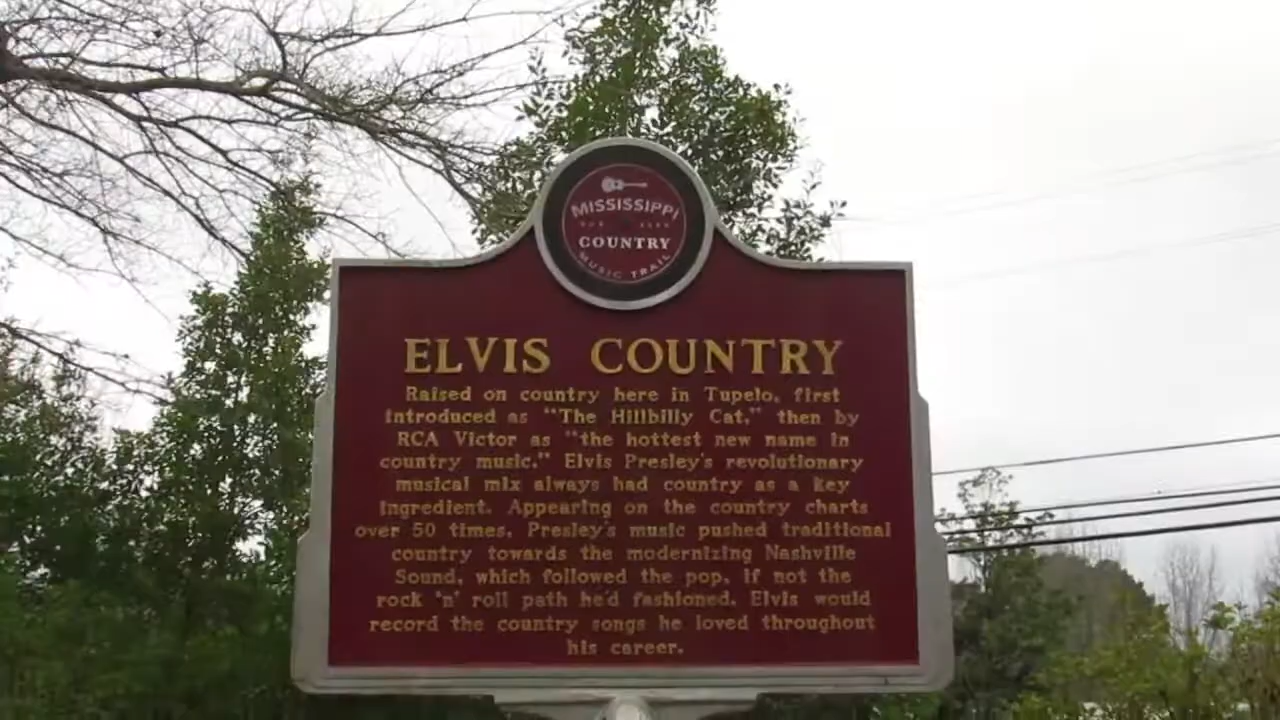 MISSISSIPPI
COUNTRY
MUSIC TRAIL
ELVIS COUNTRY
Raised on country here in Tupelo, first
introduced as "The Hillbilly Cat," then by
RCA Victor as "the hottest new name in
country music," Elvis Presley's revolutionary
musical mix always had country as a key
ingredient. Appearing on the country charts
over 50 times, Presley's music pushed traditional
country towards the modernizing Nashville
Sound, which followed the pop, if not the
rock 'n' roll path he'd fashioned. Elvis would
record the country songs he loved throughout
his career.